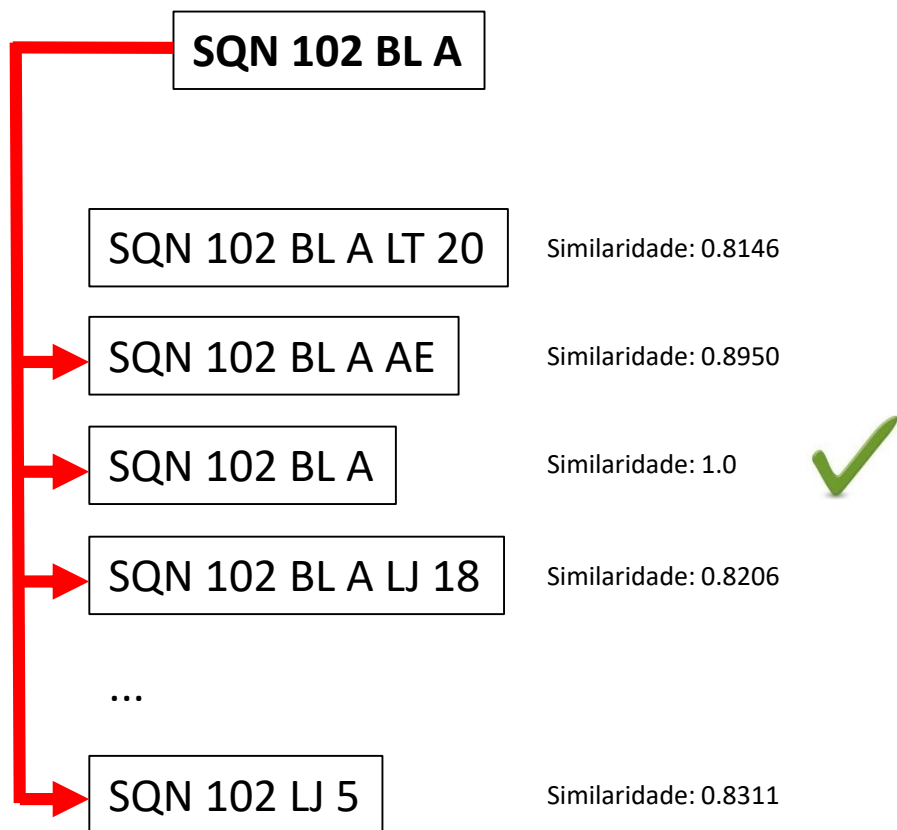 SQN 102 BL A
SQN 102 BL A LT 20 Similaridade: 0.8146
SQN 102 BL A AE Similaridade: 0.8950
SQN 102 BL A Similaridade: 1.0
SQN 102 BL A LJ 18 Similaridade: 0.8206
...
SQN 102 LJ 5 Similaridade: 0.8311